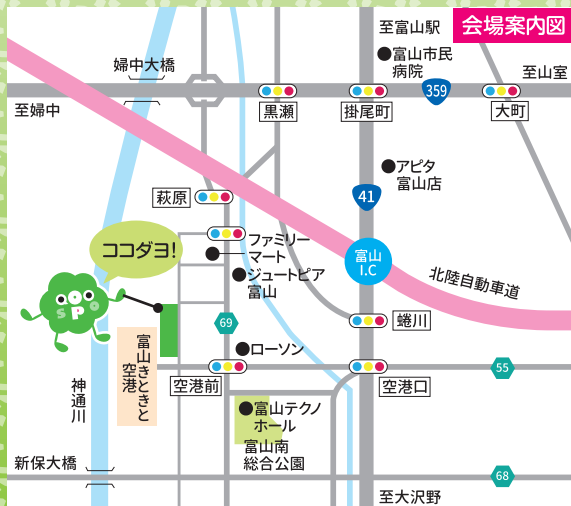 会場案内図
至富山駅
富山市民
病院
婦中大橋
至山室
359
至婦中
黒瀬
掛尾町
大町
アピタ
富山店
萩原
41
ココダヨ!
ファミリー
マート
富山
I.C
ジュートピア
富山
北陸自動車道
SPO
69
蜷川
富山きときと
空港
ローソン
55
神通川
空港前
空港口
富山テクノ
ホール
富山南
総合公園
新保大橋
68
至大沢野